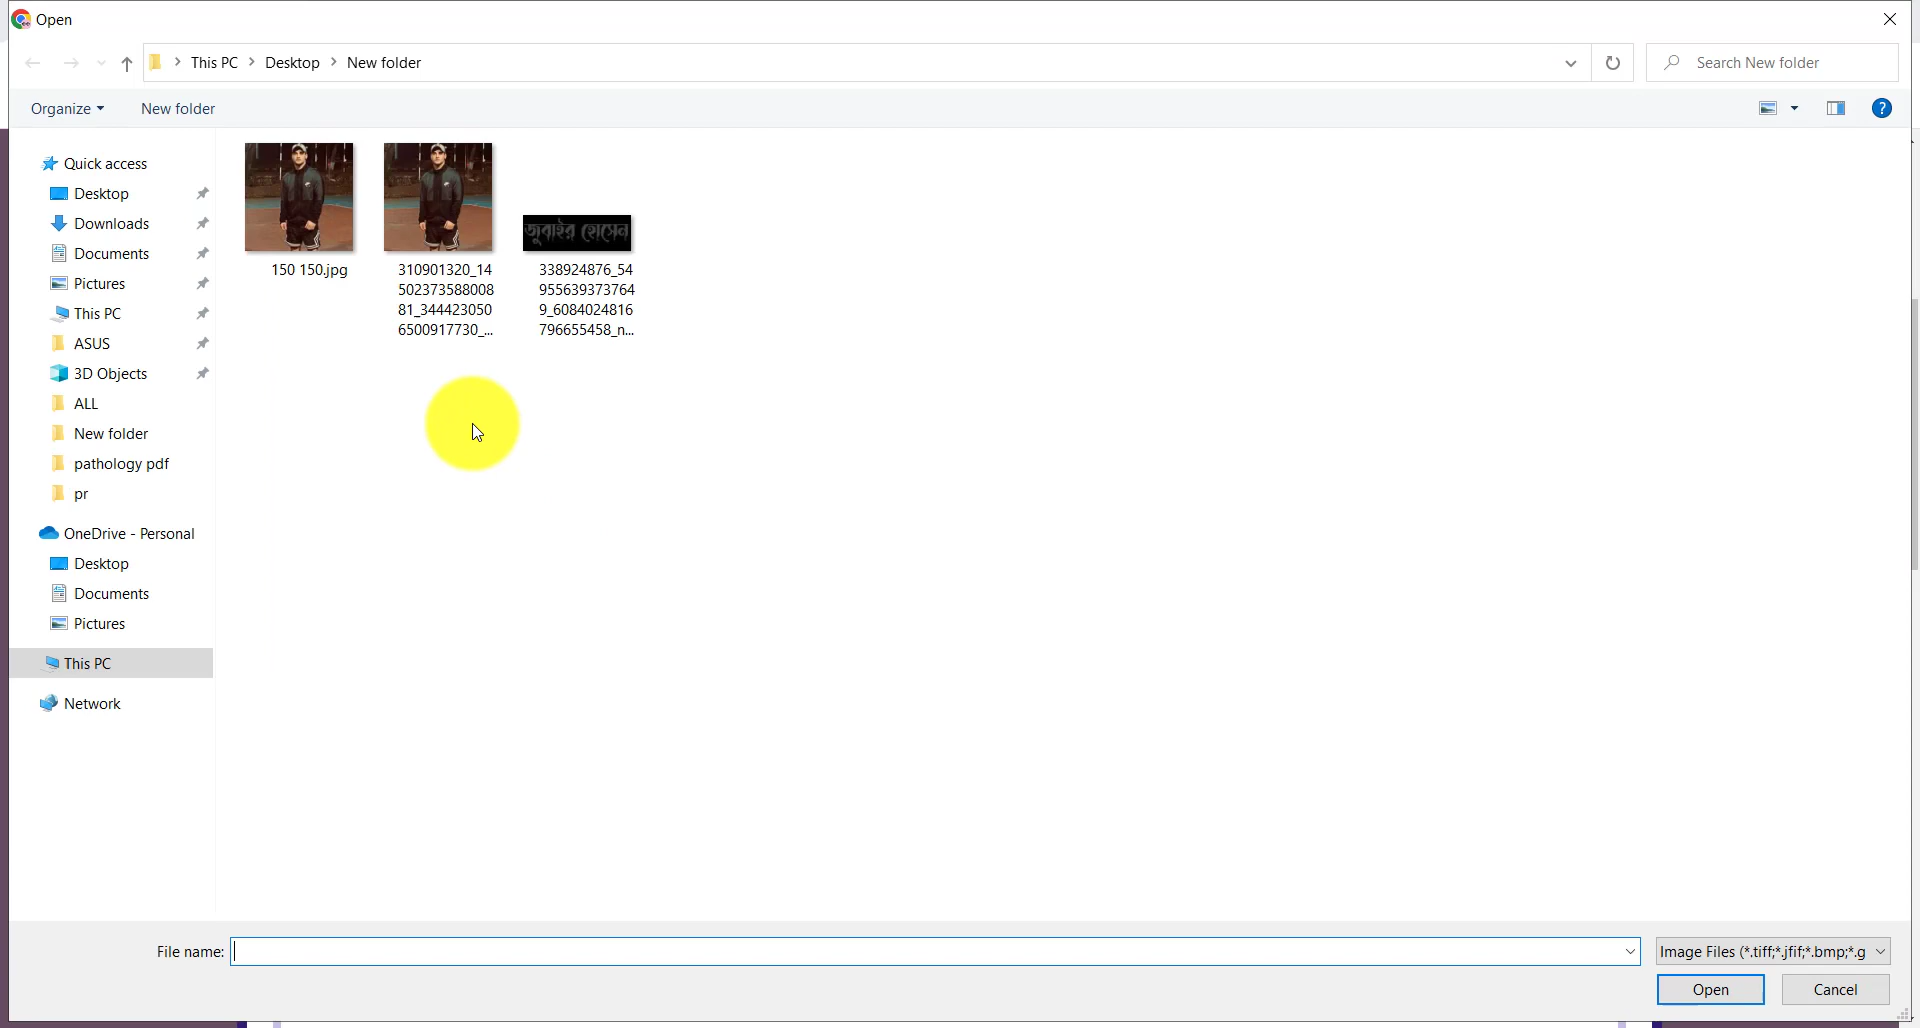 Open
This PC > Desktop > New folder
Search New folder
Organize
New folder
?
150 150.jpg
310901320_14
502373588008
81_344423050
6500917730_...
জুবাইর হোসেন
338924876_54
955639373764
9_6084024816
796655458_n...
Quick access
Desktop
Downloads
Documents
Pictures
This PC
ASUS
3D Objects
ALL
New folder
pathology pdf
pr
OneDrive - Personal
Desktop
Documents
Pictures
This PC
Network
File name:
Image Files (*.tiff;*.jfif;*.bmp;*.g
Open
Cancel